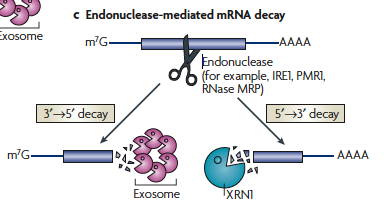 Exosome
c Endonuclease-mediated mRNA decay
m⁷G
AAAA
Endonuclease
(for example, IRE1, PMR1,
RNase MRP)
3′→5′ decay
5′→3′ decay
m⁷G
AAAA
Exosome
XRN1